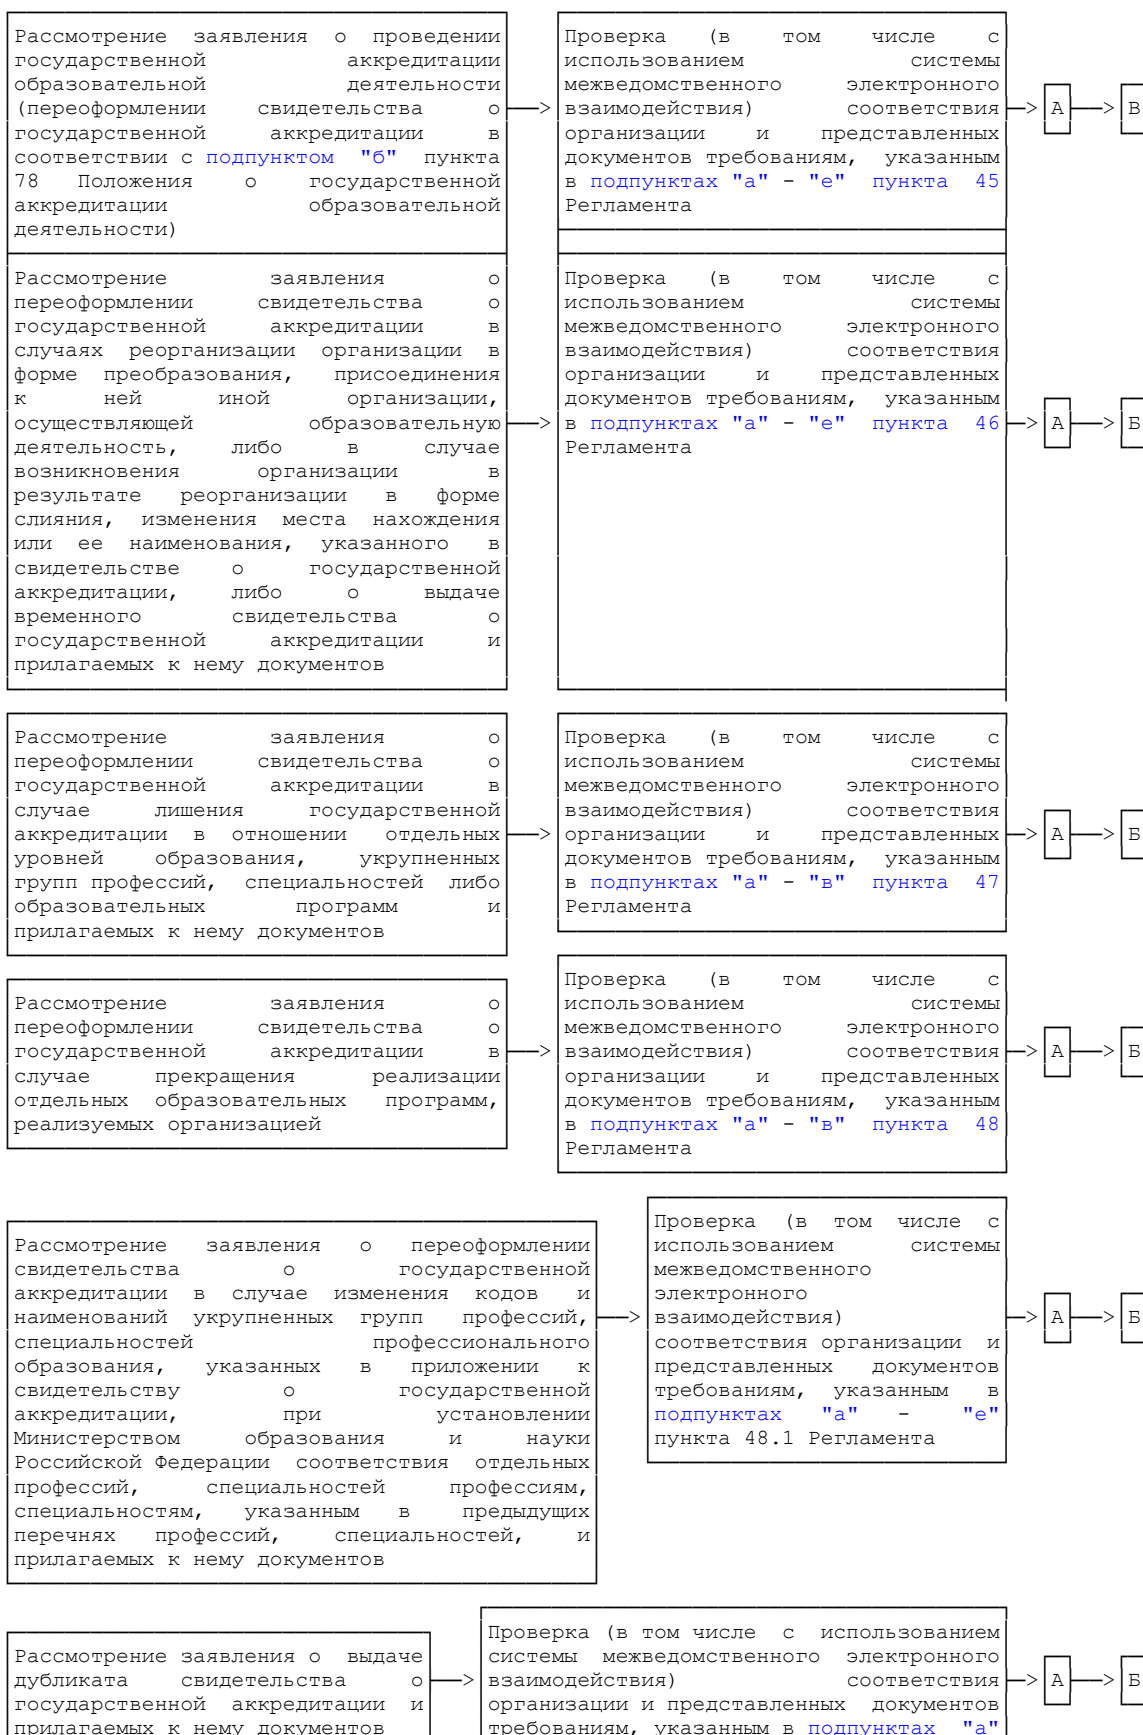 Рассмотрение заявления о проведении
государственной аккредитации
образовательной деятельности
(переоформлении свидетельства о
государственной аккредитации в
соответствии с подпунктом "б" пункта
78 Положения о государственной
аккредитации образовательной
деятельности)
Проверка (в том числе с
использованием системы
межведомственного электронного
взаимодействия) соответствия
организации и представленных
документов требованиям, указанным
в подпунктах "а" - "е" пункта 45
Регламента
А
В
Рассмотрение заявления о
переоформлении свидетельства о
государственной аккредитации в
случаях реорганизации организации в
форме преобразования, присоединения
к ней иной организации,
осуществляющей образовательную
деятельность, либо в случае
возникновения организации в
результате реорганизации в форме
слияния, изменения места нахождения
или ее наименования, указанного в
свидетельстве о государственной
аккредитации, либо о выдаче
временного свидетельства о
государственной аккредитации и
прилагаемых к нему документов
Проверка (в том числе с
использованием системы
межведомственного электронного
взаимодействия) соответствия
организации и представленных
документов требованиям, указанным
в подпунктах "а" - "е" пункта 46
Регламента
А
Б
Рассмотрение заявления о
переоформлении свидетельства о
государственной аккредитации в
случае лишения государственной
аккредитации в отношении отдельных
уровней образования, укрупненных
групп профессий, специальностей либо
образовательных программ и
прилагаемых к нему документов
Проверка (в том числе с
использованием системы
межведомственного электронного
взаимодействия) соответствия
организации и представленных
документов требованиям, указанным
в подпунктах "а" - "в" пункта 47
Регламента
А
Б
Рассмотрение заявления о
переоформлении свидетельства о
государственной аккредитации в
случае прекращения реализации
отдельных образовательных программ,
реализуемых организацией
Проверка (в том числе с
использованием системы
межведомственного электронного
взаимодействия) соответствия
организации и представленных
документов требованиям, указанным
в подпунктах "а" - "в" пункта 48
Регламента
А
Б
Рассмотрение заявления о переоформлении
свидетельства о государственной
аккредитации в случае изменения кодов и
наименований укрупненных групп профессий,
специальностей профессионального
образования, указанных в приложении к
свидетельству о государственной
аккредитации, при установлении
Министерством образования и науки
Российской Федерации соответствия отдельных
профессий, специальностей профессиям,
специальностям, указанным в предыдущих
перечнях профессий, специальностей, и
прилагаемых к нему документов
Проверка (в том числе с
использованием системы
межведомственного
электронного
взаимодействия)
соответствия организации и
представленных документов
требованиям, указанным в
подпунктах "а" - "е"
пункта 48.1 Регламента
А
Б
Рассмотрение заявления о выдаче
дубликата свидетельства о
государственной аккредитации и
прилагаемых к нему документов
Проверка (в том числе с использованием
системы межведомственного электронного
взаимодействия) соответствия
организации и представленных документов
требованиям, указанным в подпунктах "а"
А
Б